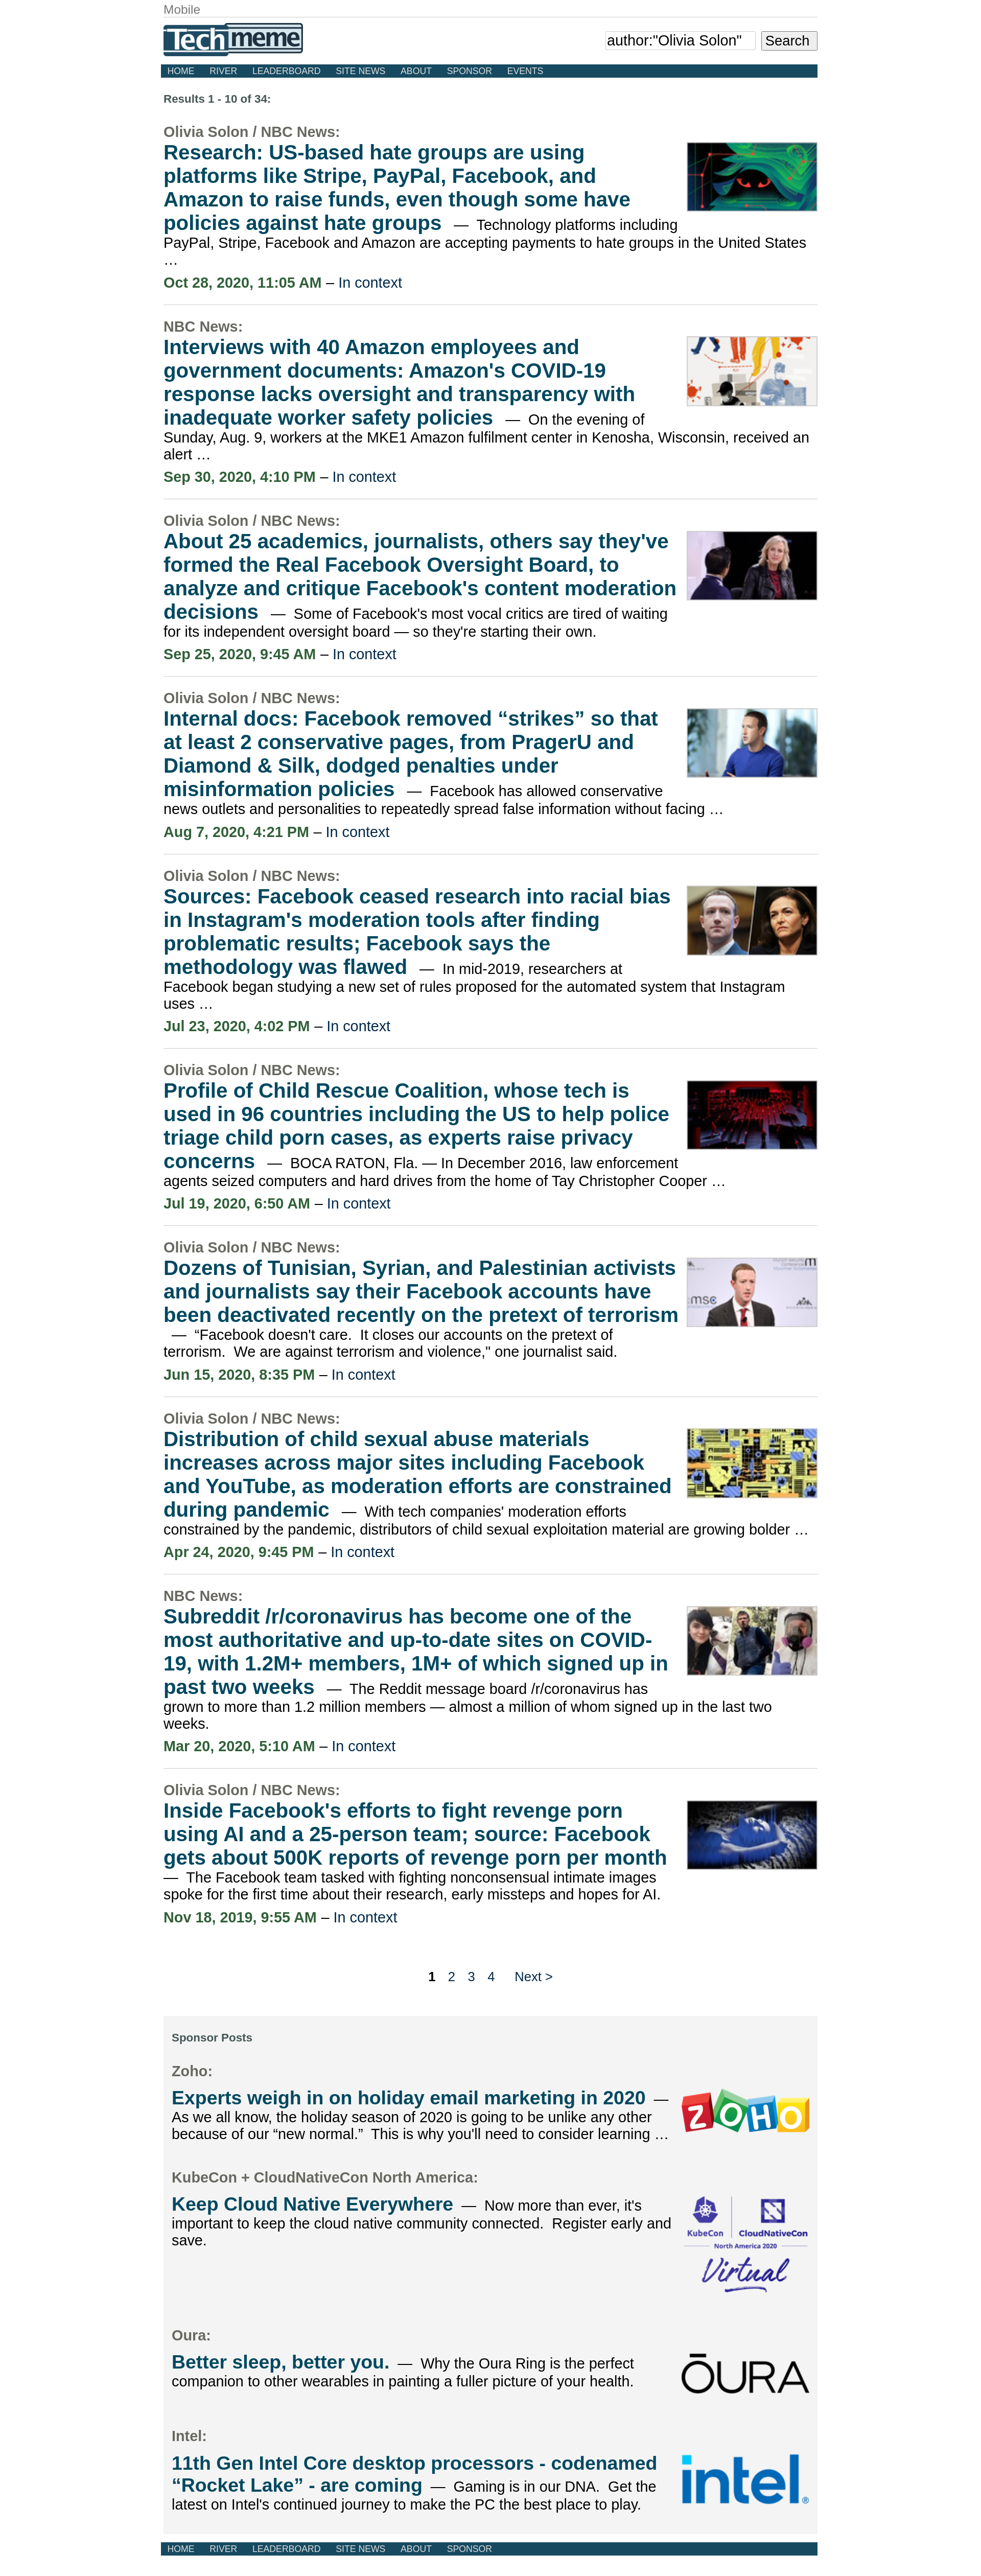 Mobile
Techmeme
author:"Olivia Solon"
Search
HOME RIVER LEADERBOARD SITE NEWS ABOUT SPONSOR EVENTS
Results 1 - 10 of 34:
Olivia Solon / NBC News:
Research: US-based hate groups are using
platforms like Stripe, PayPal, Facebook, and
Amazon to raise funds, even though some have
policies against hate groups — Technology platforms including
PayPal, Stripe, Facebook and Amazon are accepting payments to hate groups in the United States
…
Oct 28, 2020, 11:05 AM – In context
NBC News:
Interviews with 40 Amazon employees and
government documents: Amazon's COVID-19
response lacks oversight and transparency with
inadequate worker safety policies — On the evening of
Sunday, Aug. 9, workers at the MKE1 Amazon fulfilment center in Kenosha, Wisconsin, received an
alert …
Sep 30, 2020, 4:10 PM – In context
Olivia Solon / NBC News:
About 25 academics, journalists, others say they've
formed the Real Facebook Oversight Board, to
analyze and critique Facebook's content moderation
decisions — Some of Facebook's most vocal critics are tired of waiting
for its independent oversight board — so they're starting their own.
Sep 25, 2020, 9:45 AM – In context
Olivia Solon / NBC News:
Internal docs: Facebook removed “strikes” so that
at least 2 conservative pages, from PragerU and
Diamond & Silk, dodged penalties under
misinformation policies — Facebook has allowed conservative
news outlets and personalities to repeatedly spread false information without facing …
Aug 7, 2020, 4:21 PM – In context
Olivia Solon / NBC News:
Sources: Facebook ceased research into racial bias
in Instagram's moderation tools after finding
problematic results; Facebook says the
methodology was flawed — In mid-2019, researchers at
Facebook began studying a new set of rules proposed for the automated system that Instagram
uses …
Jul 23, 2020, 4:02 PM – In context
Olivia Solon / NBC News:
Profile of Child Rescue Coalition, whose tech is
used in 96 countries including the US to help police
triage child porn cases, as experts raise privacy
concerns — BOCA RATON, Fla. — In December 2016, law enforcement
agents seized computers and hard drives from the home of Tay Christopher Cooper …
Jul 19, 2020, 6:50 AM – In context
Olivia Solon / NBC News:
Dozens of Tunisian, Syrian, and Palestinian activists
and journalists say their Facebook accounts have
been deactivated recently on the pretext of terrorism
— “Facebook doesn't care. It closes our accounts on the pretext of
terrorism. We are against terrorism and violence," one journalist said.
msc
Jun 15, 2020, 8:35 PM – In context
Olivia Solon / NBC News:
Distribution of child sexual abuse materials
increases across major sites including Facebook
and YouTube, as moderation efforts are constrained
during pandemic — With tech companies' moderation efforts
constrained by the pandemic, distributors of child sexual exploitation material are growing bolder …
Apr 24, 2020, 9:45 PM – In context
NBC News:
Subreddit /r/coronavirus has become one of the
most authoritative and up-to-date sites on COVID-
19, with 1.2M+ members, 1M+ of which signed up in
past two weeks — The Reddit message board /r/coronavirus has
grown to more than 1.2 million members — almost a million of whom signed up in the last two
weeks.
Mar 20, 2020, 5:10 AM – In context
Olivia Solon / NBC News:
Inside Facebook's efforts to fight revenge porn
using AI and a 25-person team; source: Facebook
gets about 500K reports of revenge porn per month
— The Facebook team tasked with fighting nonconsensual intimate images
spoke for the first time about their research, early missteps and hopes for AI.
Nov 18, 2019, 9:55 AM – In context
1 2 3 4 Next >
Sponsor Posts
Zoho:
Experts weigh in on holiday email marketing in 2020 —
As we all know, the holiday season of 2020 is going to be unlike any other
because of our “new normal.” This is why you'll need to consider learning …
ZOHO
KubeCon + CloudNativeCon North America:
Keep Cloud Native Everywhere — Now more than ever, it's
important to keep the cloud native community connected. Register early and
save.
KubeCon CloudNativeCon
North America 2020
Virtual
Oura:
Better sleep, better you. — Why the Oura Ring is the perfect
companion to other wearables in painting a fuller picture of your health.
ŌURA
Intel:
11th Gen Intel Core desktop processors - codenamed
“Rocket Lake” - are coming — Gaming is in our DNA. Get the
latest on Intel's continued journey to make the PC the best place to play.
intel®
HOME RIVER LEADERBOARD SITE NEWS ABOUT SPONSOR